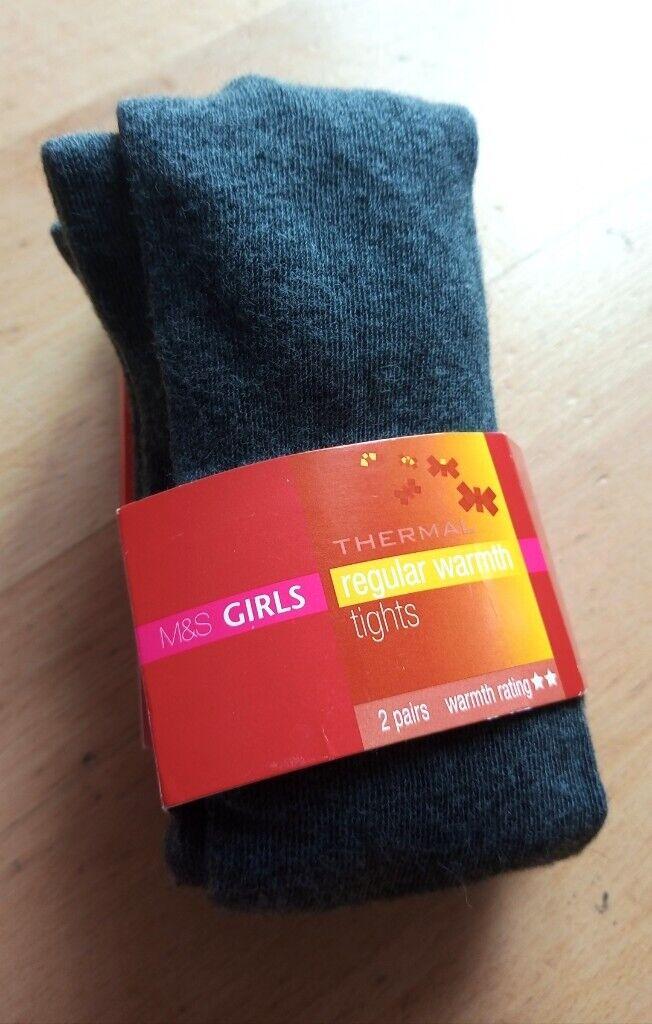 M&S GIRLS
THERMAL
regular warmth
tights
2 pairs warmth rating★★